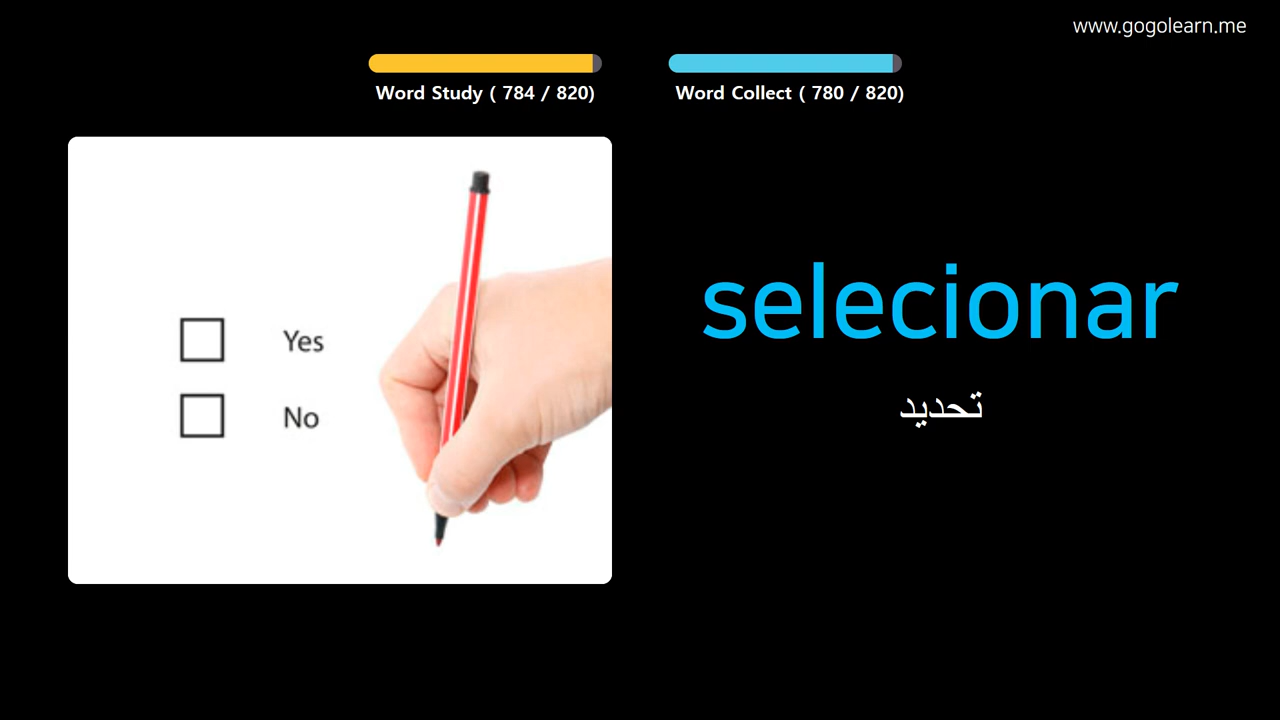 www.gogolearn.me
Word Study ( 784 / 820)
Word Collect ( 780 / 820)
Yes
No
selecionar
تحديد